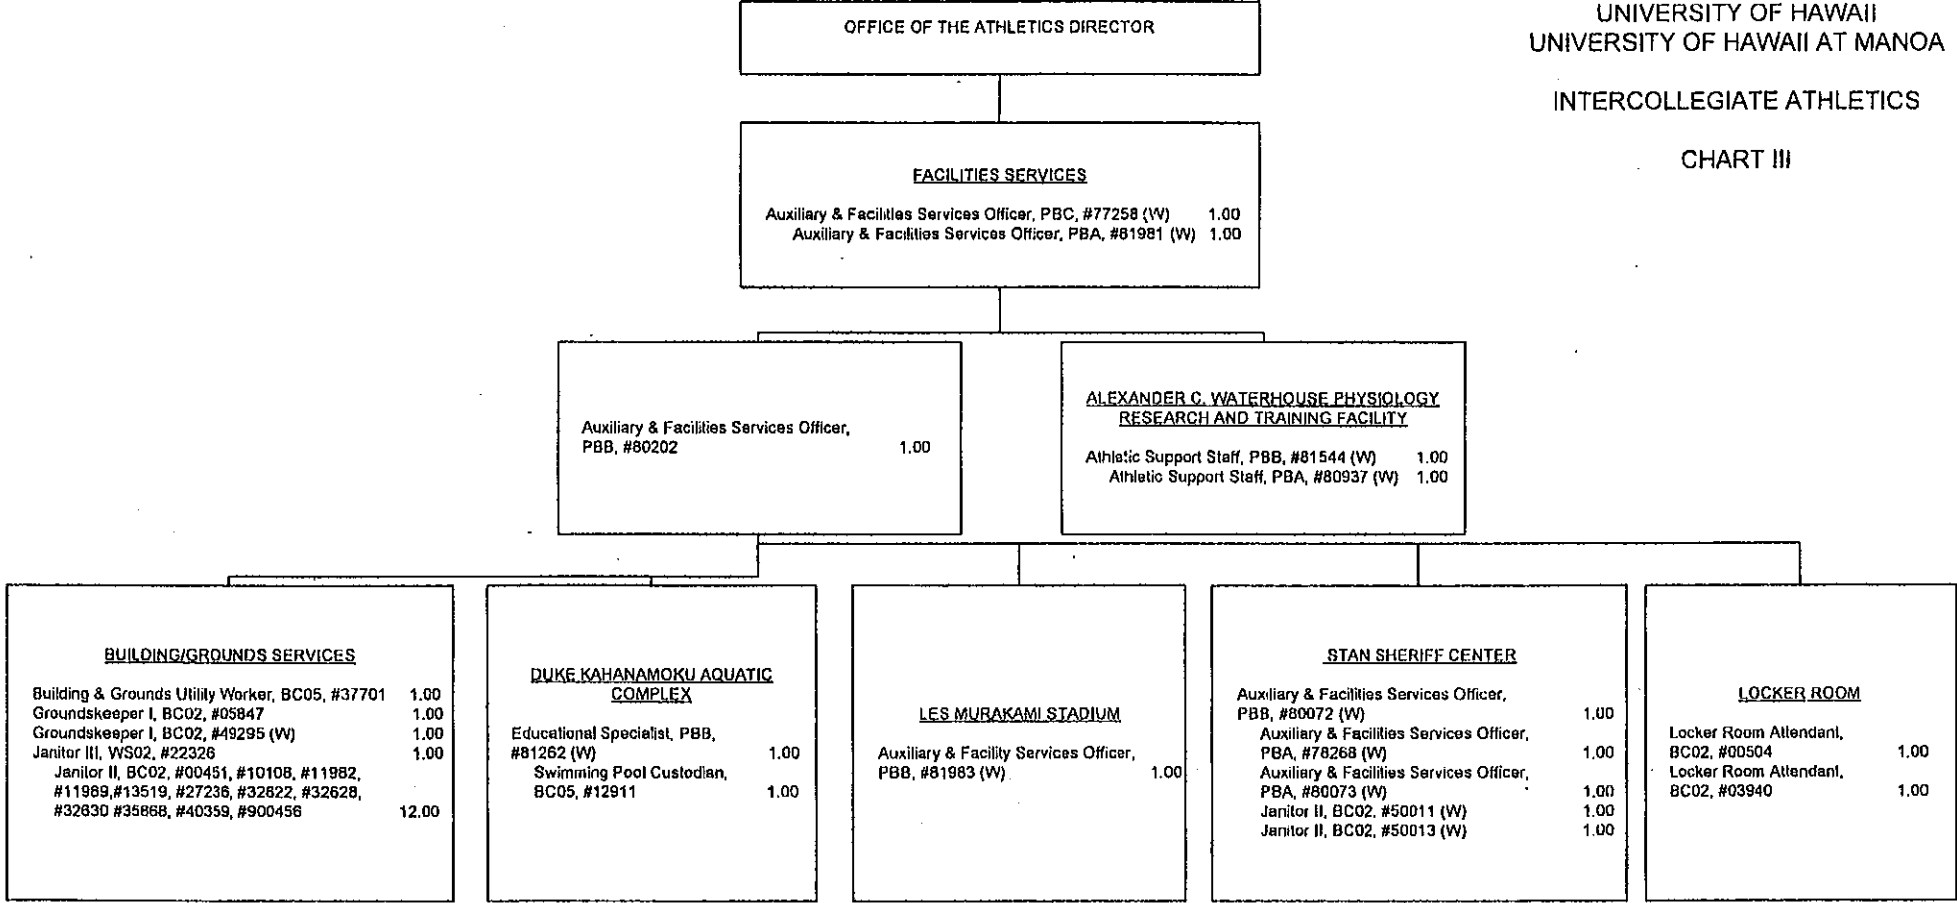 OFFICE OF THE ATHLETICS DIRECTOR
UNIVERSITY OF HAWAII
UNIVERSITY OF HAWAII AT MANOA
INTERCOLLEGIATE ATHLETICS
CHART III
FACILITIES SERVICES
Auxiliary & Facilities Services Officer, PBC, #77258 (W) 1.00
Auxiliary & Facilities Services Officer, PBA, #81981 (W) 1.00
Auxiliary & Facilities Services Officer,
PBB, #80202 1.00
ALEXANDER C. WATERHOUSE PHYSIOLOGY
RESEARCH AND TRAINING FACILITY
Athletic Support Staff, PBB, #81544 (W) 1.00
Athletic Support Staff, PBA, #80937 (W) 1.00
BUILDING/GROUNDS SERVICES
Building & Grounds Utility Worker, BC05, #37701 1.00
Groundskeeper I, BC02, #05847 1.00
Groundskeeper I, BC02, #49295 (W) 1.00
Janitor III, WS02, #22326 1.00
Janitor II, BC02, #00451, #10108, #11982,
#11989,#13519, #27236, #32622, #32628,
#32630 #35868, #40359, #900456 12.00
DUKE KAHANAMOKU AQUATIC
COMPLEX
Educational Specialist, PBB,
#81262 (W) 1.00
Swimming Pool Custodian,
BC05, #12911 1.00
LES MURAKAMI STADIUM
Auxiliary & Facility Services Officer,
PBB, #81983 (W) 1.00
STAN SHERIFF CENTER
Auxiliary & Facilities Services Officer,
PBB, #80072 (W) 1.00
Auxiliary & Facilities Services Officer,
PBA, #78268 (W) 1.00
Auxiliary & Facilities Services Officer,
PBA, #80073 (W) 1.00
Janitor II, BC02, #50011 (W) 1.00
Janitor II, BC02, #50013 (W) 1.00
LOCKER ROOM
Locker Room Attendant,
BC02, #00504 1.00
Locker Room Attendant,
BC02, #03940 1.00